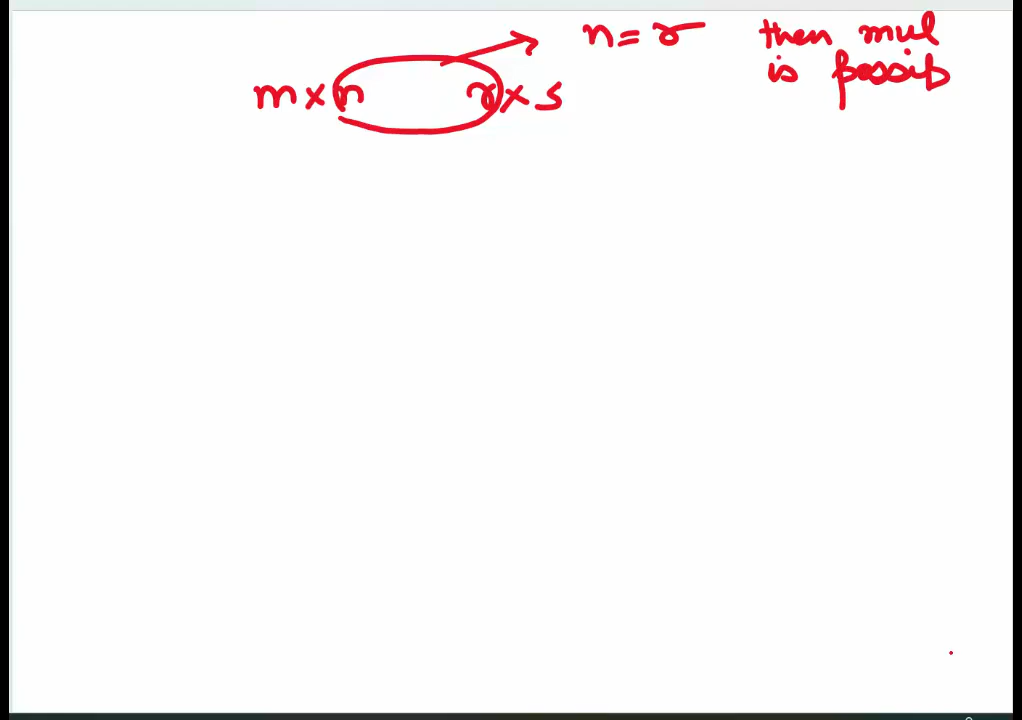 n = r then mul
m × n r × s is possib